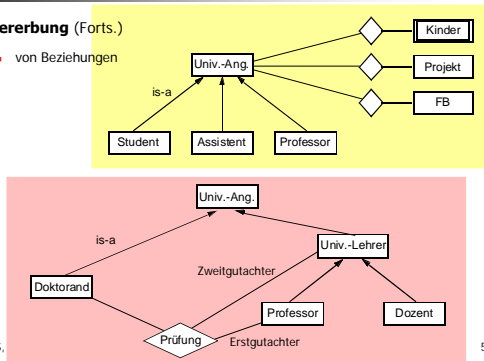 ererbung (Forts.)
von Beziehungen
Kinder
Univ.-Ang.
Projekt
is-a
FB
Student
Assistent
Professor
Univ.-Ang.
is-a
Univ.-Lehrer
Zweitgutachter
Doktorand
Professor
Dozent
Prüfung
Erstgutachter
5